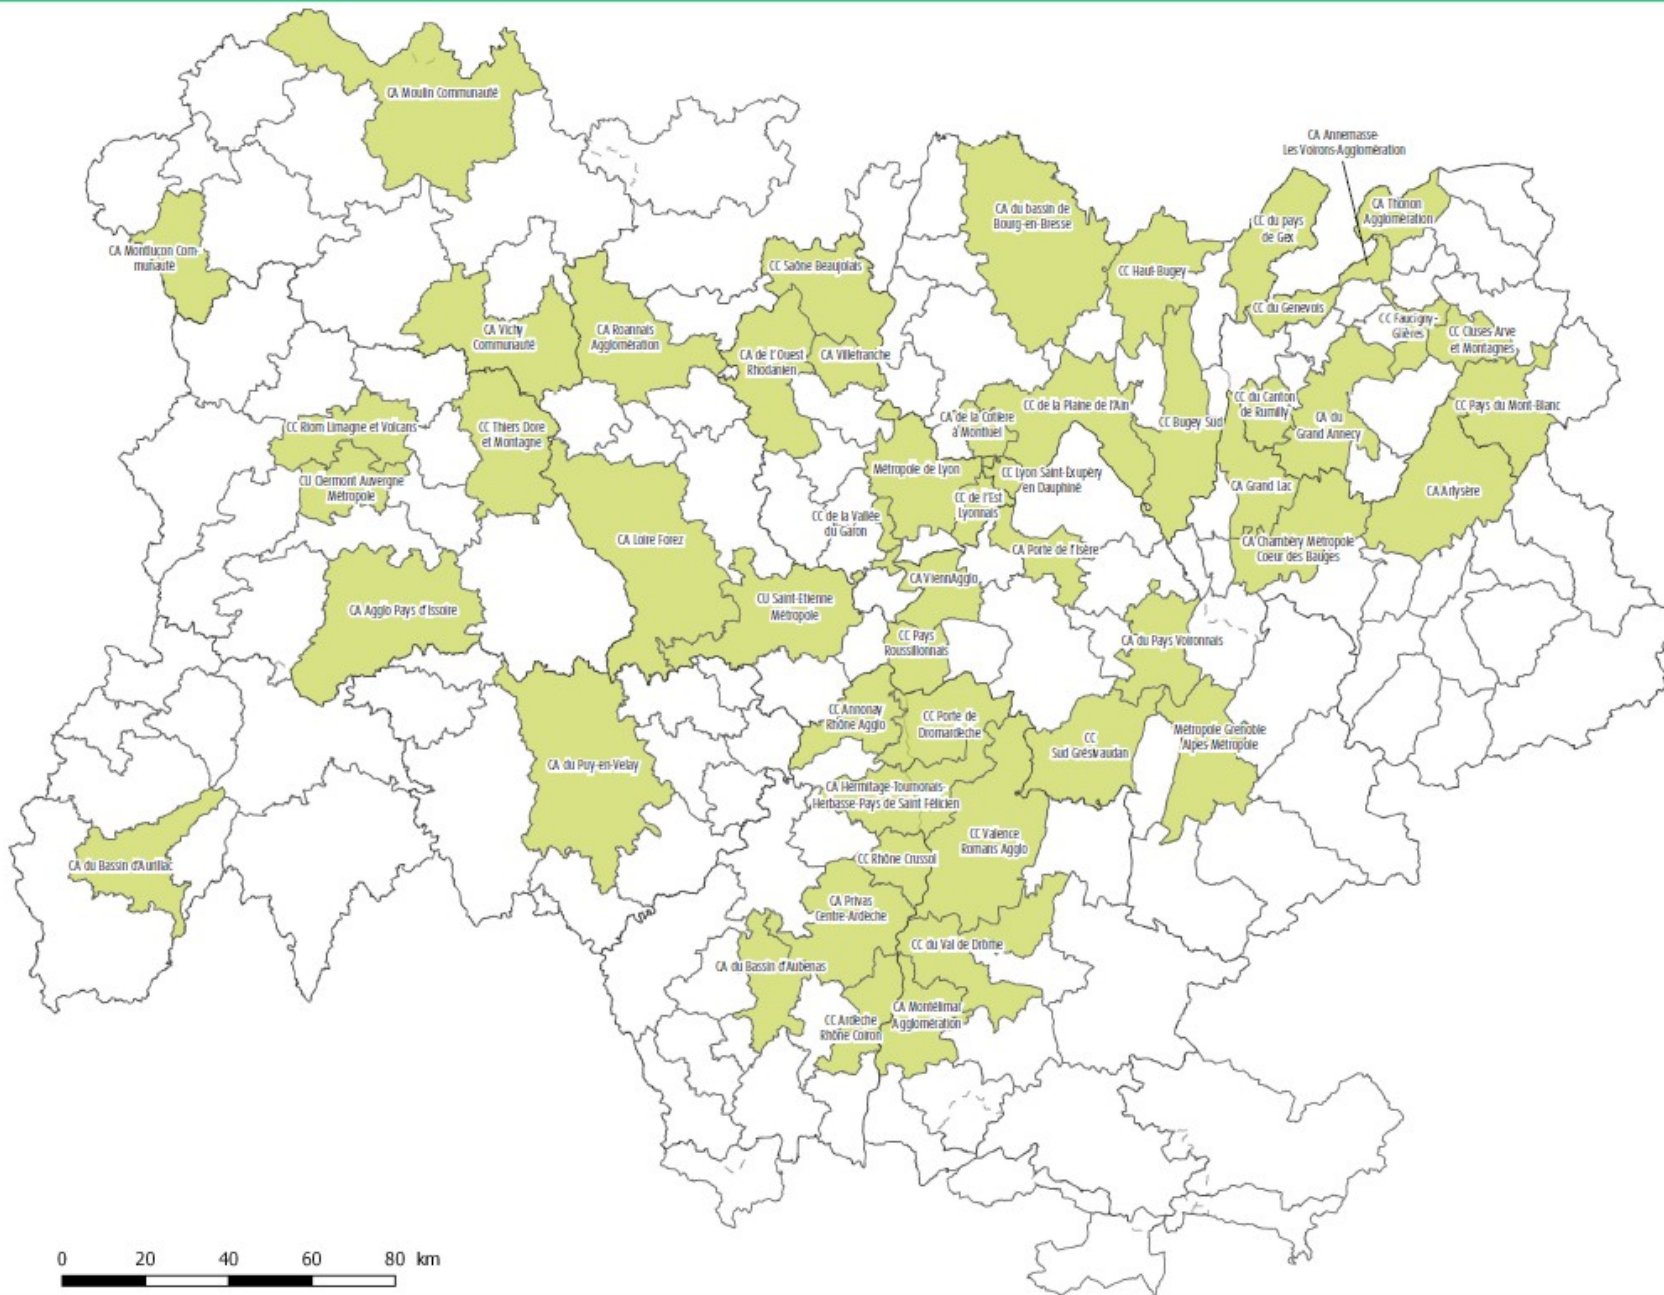 CA Moulin Communauté
CA Annemasse
Les Voirons-Agglomération
CA Thonon
Agglomération
CA du bassin de
Bourg-en-Bresse
CC du pays
de Gex
CA Montluçon Com-
munauté
CC Saône Beaujolais
CC Haut-Bugey
CC du Genevois
CC Faucigny-
Glières
CC Cluses Arve
et Montagnes
CA Vichy
Communauté
CA Roannais
Agglomération
CA de l'Ouest
Rhodanien
CA Villefranche
CC Riom Limagne et Volcans
CC Thiers Dore
et Montagne
CA de la Cotière
à Montluel
CC de la Plaine de l'Ain
CC Bugey Sud
CC du Canton
de Rumilly
CA du
Grand Annecy
CC Pays du Mont-Blanc
CU Clermont Auvergne
Métropole
Métropole de Lyon
CC Lyon Saint-Exupéry
en Dauphiné
CC de l'Est
Lyonnais
CA Grand Lac
CA Arlysère
CC de la Vallée
du Garon
CA Loire Forez
CA Porte de l'Isère
CA Chambéry Métropole
Coeur des Bauges
CA ViennAgglo
CA Agglo Pays d'Issoire
CU Saint-Etienne
Métropole
CC Pays
Roussillonnais
CA du Pays Voironnais
CC Annonay
Rhône Agglo
CC Porte de
Dromardèche
CC
Sud Grésivaudan
Métropole Grenoble
Alpes Métropole
CA du Puy-en-Velay
CA Hermitage-Tournonais-
Herbasse-Pays de Saint Félicien
CC Valence
Romans Agglo
CC Rhône Crussol
CA du Bassin d'Aurillac
CA Privas
Centre-Ardèche
CC du Val de Drôme
CA du Bassin d'Aubenas
CC Ardèche
Rhône Coiron
CA Montélimar
Agglomération
0 20 40 60 80 km